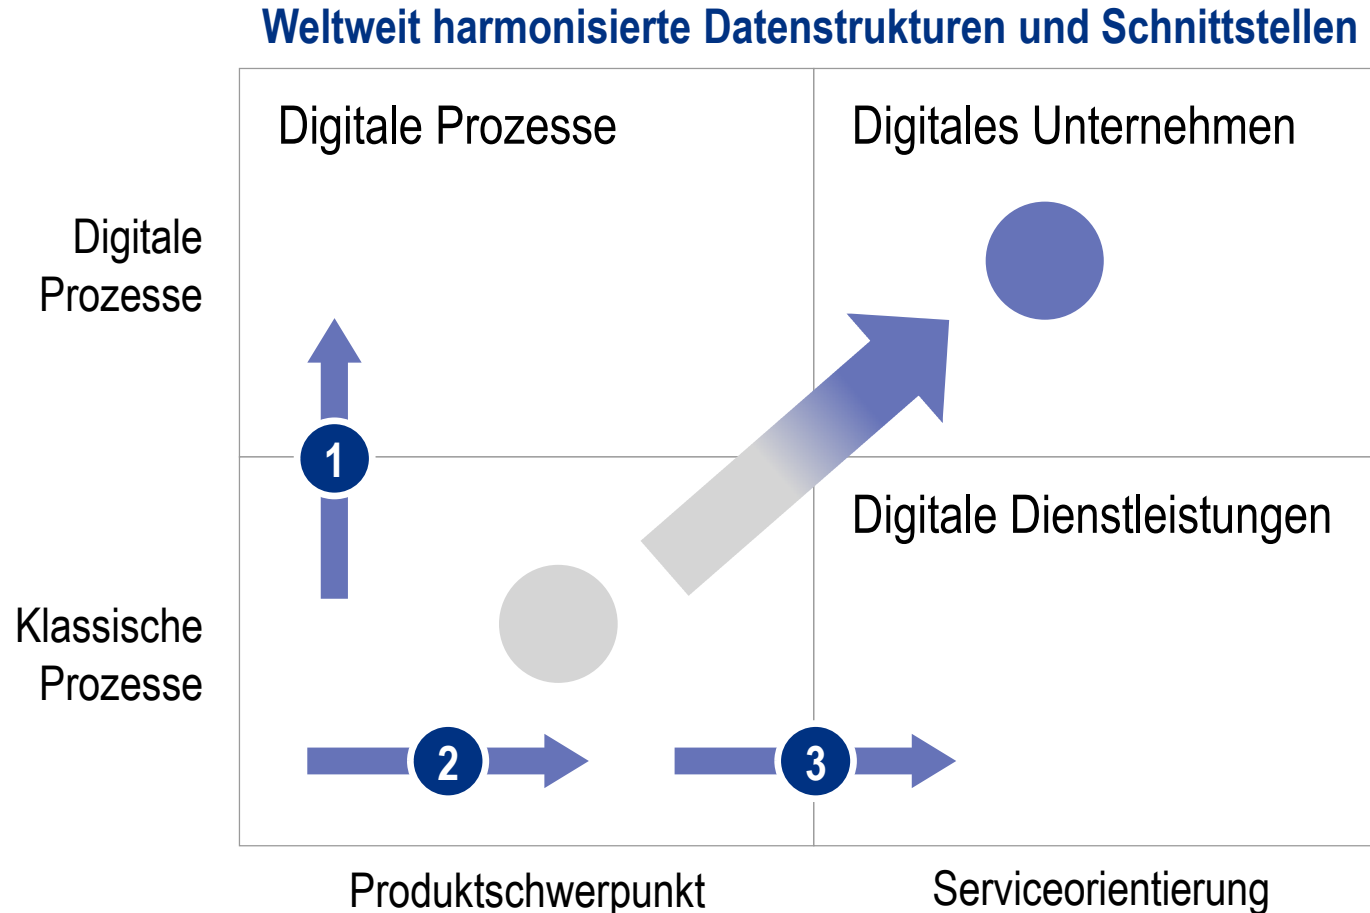 Weltweit harmonisierte Datenstrukturen und Schnittstellen
Digitale Prozesse
Digitales Unternehmen
Digitale
Prozesse
1
Digitale Dienstleistungen
Klassische
Prozesse
2
3
Produktschwerpunkt
Serviceorientierung